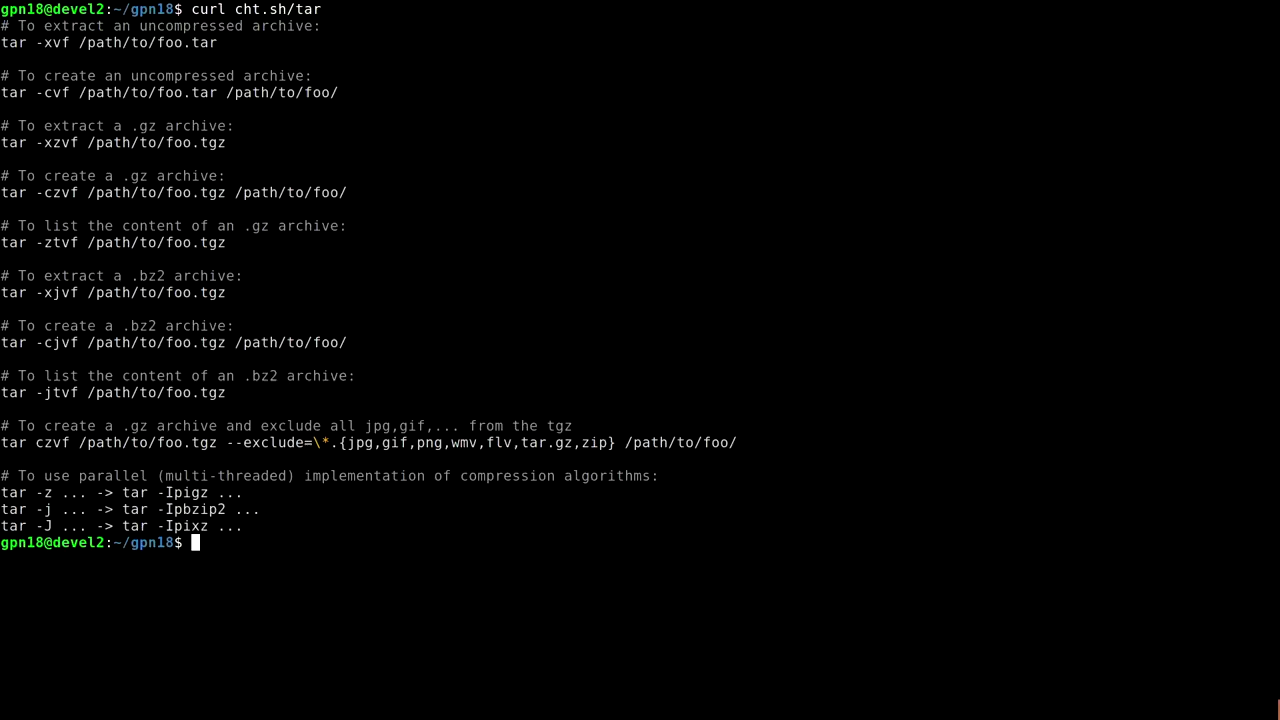 gpn18@devel2:~/gpn18$ curl cht.sh/tar
# To extract an uncompressed archive:
tar -xvf /path/to/foo.tar
# To create an uncompressed archive:
tar -cvf /path/to/foo.tar /path/to/foo/
# To extract a .gz archive:
tar -xzvf /path/to/foo.tgz
# To create a .gz archive:
tar -czvf /path/to/foo.tgz /path/to/foo/
# To list the content of an .gz archive:
tar -ztvf /path/to/foo.tgz
# To extract a .bz2 archive:
tar -xjvf /path/to/foo.tgz
# To create a .bz2 archive:
tar -cjvf /path/to/foo.tgz /path/to/foo/
# To list the content of an .bz2 archive:
tar -jtvf /path/to/foo.tgz
# To create a .gz archive and exclude all jpg,gif,... from the tgz
tar czvf /path/to/foo.tgz --exclude=\*.{jpg,gif,png,wmv,flv,tar.gz,zip} /path/to/foo/
# To use parallel (multi-threaded) implementation of compression algorithms:
tar -z ... -> tar -Ipigz ...
tar -j ... -> tar -Ipbzip2 ...
tar -J ... -> tar -Ipixz ...
gpn18@devel2:~/gpn18$